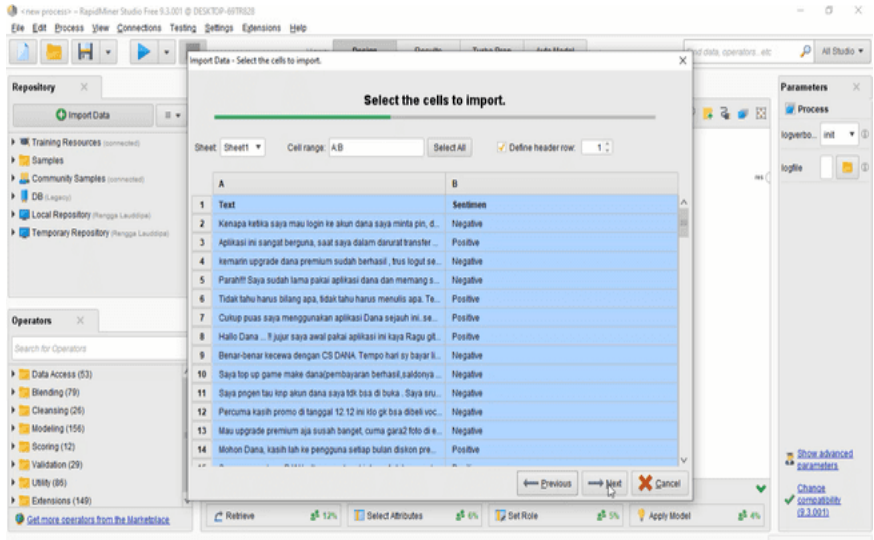 <new process> - RapidMiner Studio Free 9.3.001 @ DESKTOP-69TR628
File Edit Process View Connections Testing Settings Extensions Help
Import Data - Select the cells to import.
find data, operators...etc
All Studio
Repository
Import Data
Training Resources (connected)
Samples
Community Samples (connected)
DB (Legacy)
Local Repository
Temporary Repository
Operators
Search for Operators
Data Access (53)
Blending (79)
Cleansing (26)
Modeling (156)
Scoring (12)
Validation (29)
Utility (86)
Extensions (149)
Get more operators from the Marketplace
Select the cells to import.
Sheet: Sheet1 Cell range: A:B Select All Define header row: 1
A B
1 Text Sentimen
2 Kenapa ketika saya mau login ke akun dana saya minta pin, d... Negative
3 Aplikasi ini sangat berguna, saat saya dalam darurat transfer ... Positive
4 kemarin upgrade dana premium sudah berhasil , trus logut se... Negative
5 Parah!!! Saya sudah lama pakai aplikasi dana dan memang s... Negative
6 Tidak tahu harus bilang apa, tidak tahu harus menulis apa. Te... Positive
7 Cukup puas saya menggunakan aplikasi Dana sejauh ini..se... Positive
8 Hallo Dana ... !! jujur saya awal pakai aplikasi ini kaya Ragu git... Positive
9 Benar-benar kecewa dengan CS DANA. Tempo hari sy bayar li... Negative
10 Saya top up game make dana(pembayaran berhasil,saldonya ... Negative
11 Saya pngen tau knp akun dana saya tdk bsa di buka . Saya sru... Negative
12 Percuma kasih promo di tanggal 12.12 ini klo gk bsa dibeli voc... Negative
13 Mau upgrade premium aja susah banget, cuma gara2 foto di e... Negative
14 Mohon Dana, kasih tah ke pengguna setiap bulan diskon pre... Positive
Previous Next Cancel
Retrieve 12% Select Attributes 6% Set Role 5% Apply Model 4%
Parameters
Process
logverbo... init
logfile
res
Show advanced parameters
Change compatibility (9.3.001)